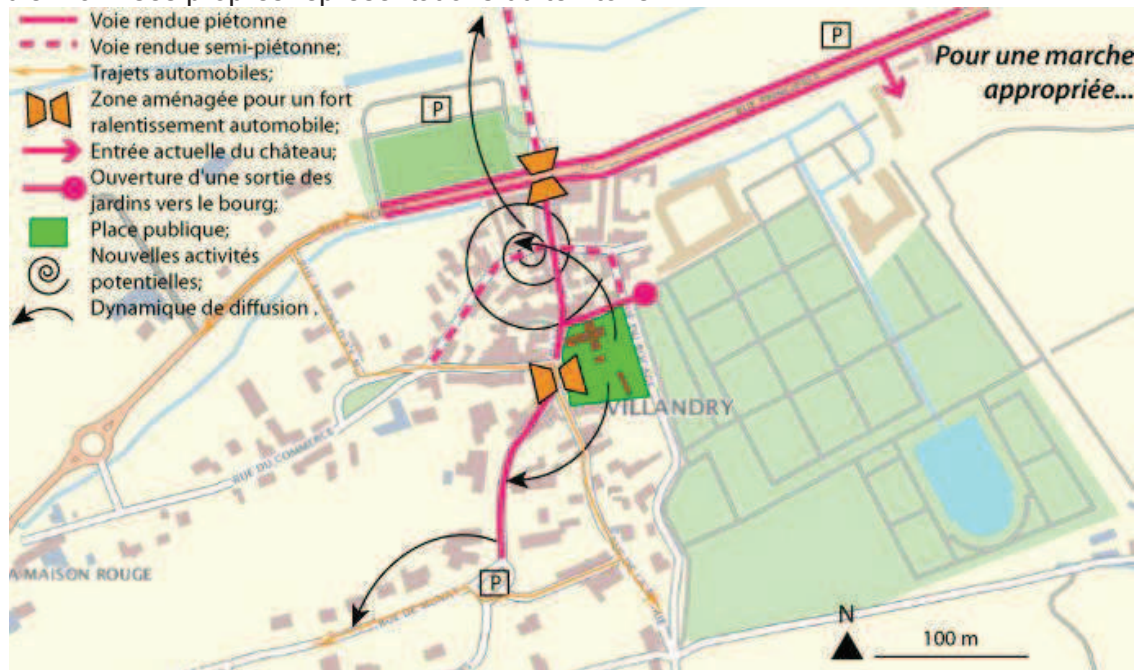 Voie rendue piétonne
Voie rendue semi-piétonne;
Trajets automobiles;
Zone aménagée pour un fort
ralentissement automobile;
Entrée actuelle du château;
Ouverture d'une sortie des
jardins vers le bourg;
Place publique;
Nouvelles activités
potentielles;
Dynamique de diffusion .
P
P
Pour une marche
appropriée...
VILLANDRY
RUE DU COMMERCE
A MAISON ROUGE
P
N
100 m